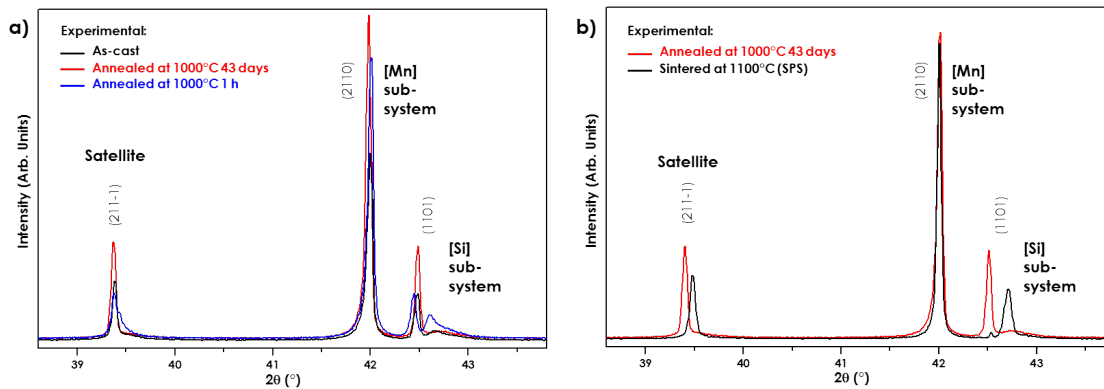 a)
Experimental:
As-cast
Annealed at 1000°C 43 days
Annealed at 1000°C 1 h
Intensity (Arb. Units)
Satellite
(211-1)
(2110)
[Mn]
sub-
system
(1101)
[Si]
sub-
system
39
40
41
42
43
2θ (°)
b)
Experimental:
Annealed at 1000°C 43 days
Sintered at 1100°C (SPS)
Intensity (Arb. Units)
Satellite
(211-1)
(2110)
[Mn]
sub-
system
(1101)
[Si]
sub-
system
39
40
41
42
43
2θ (°)